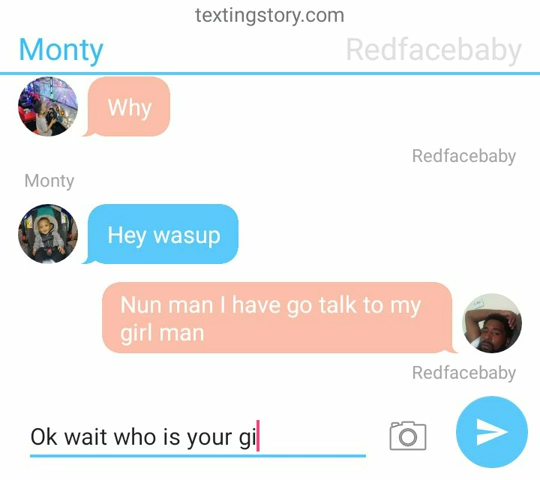 textingstory.com
Monty Redfacebaby
Why
Redfacebaby
Monty
Hey wasup
Nun man I have go talk to my
girl man
Redfacebaby
Ok wait who is your gi